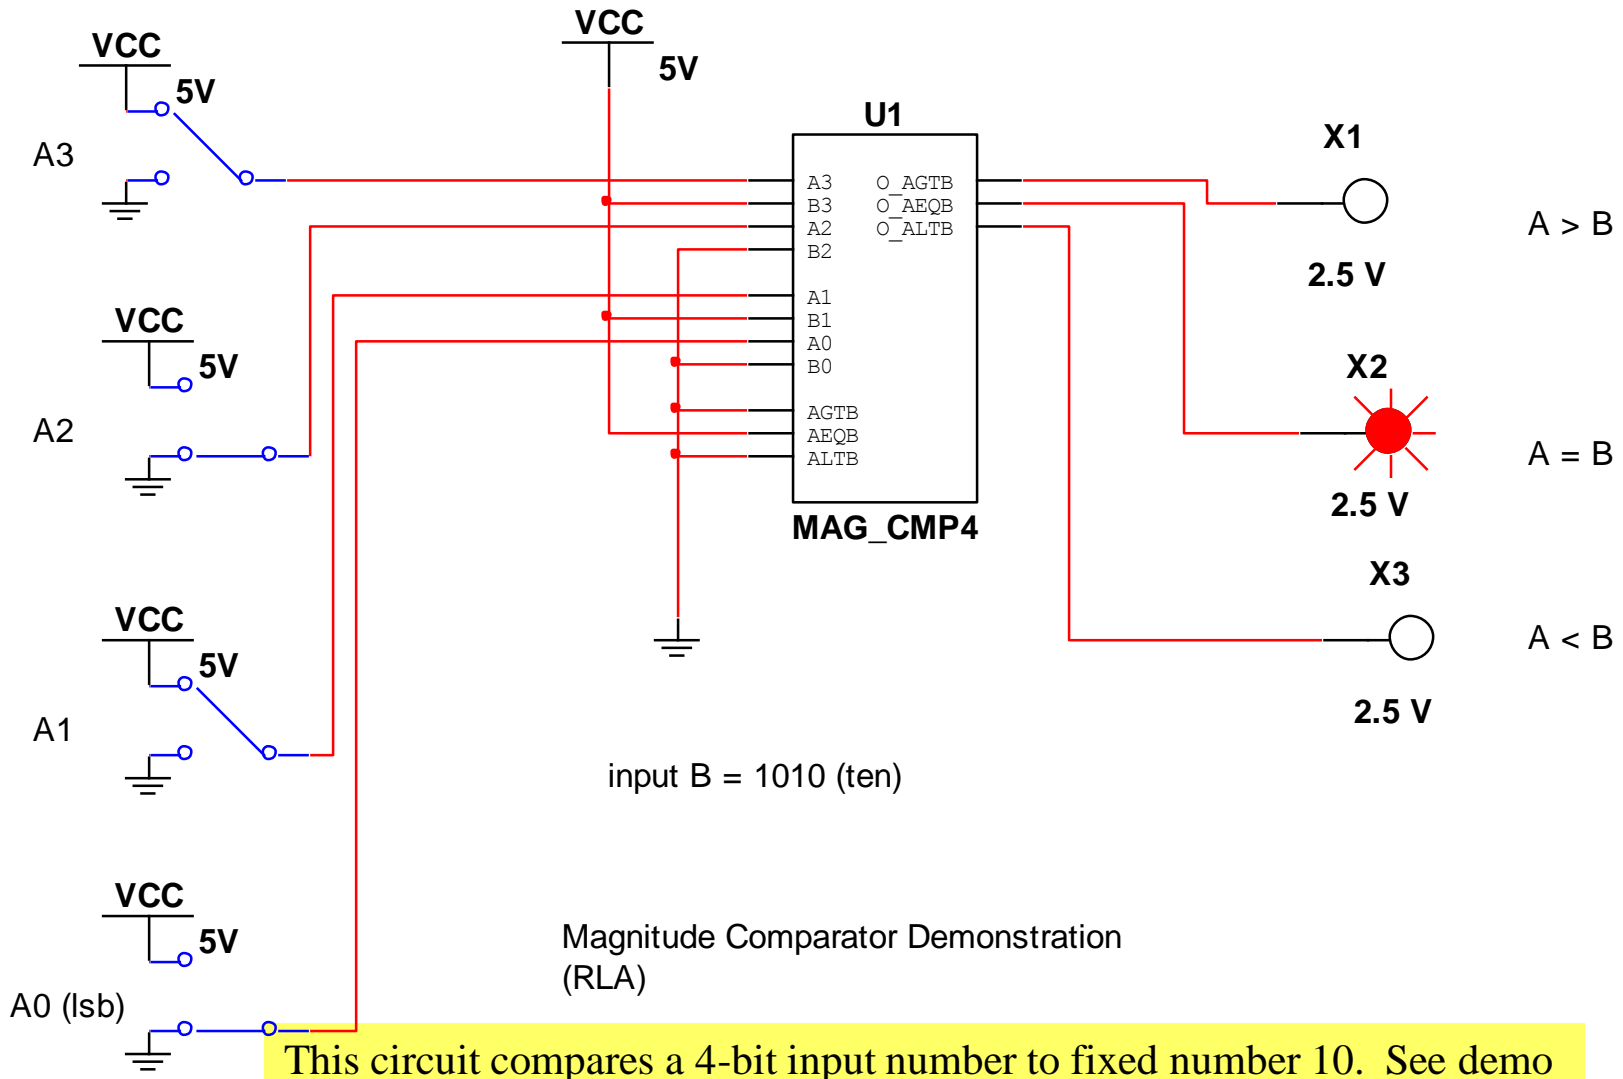 VCC
5V
A3
VCC
5V
U1
A3
B3
A2
B2
A1
B1
A0
B0
AGTB
AEQB
ALTB
O_AGTB
O_AEQB
O_ALTB
MAG_CMP4
X1
2.5 V
A > B
X2
2.5 V
A = B
X3
2.5 V
A < B
VCC
5V
A2
VCC
5V
A1
input B = 1010 (ten)
VCC
5V
A0 (lsb)
Magnitude Comparator Demonstration
(RLA)
This circuit compares a 4-bit input number to fixed number 10. See demo